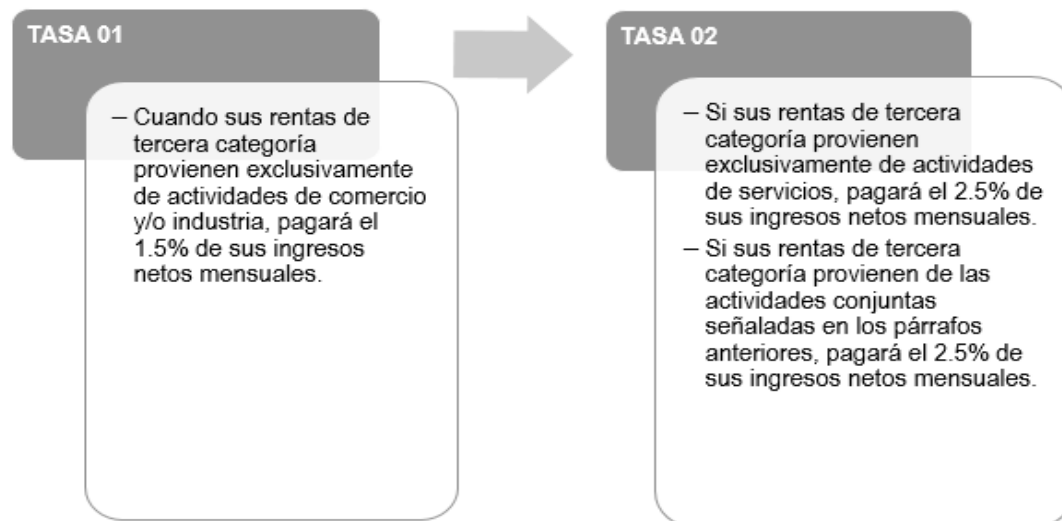 TASA 01
– Cuando sus rentas de
tercera categoría
provienen exclusivamente
de actividades de comercio
y/o industria, pagará el
1.5% de sus ingresos
netos mensuales.
TASA 02
– Si sus rentas de tercera
categoría provienen
exclusivamente de actividades
de servicios, pagará el 2.5% de
sus ingresos netos mensuales.
– Si sus rentas de tercera
categoría provienen de las
actividades conjuntas
señaladas en los párrafos
anteriores, pagará el 2.5% de
sus ingresos netos mensuales.